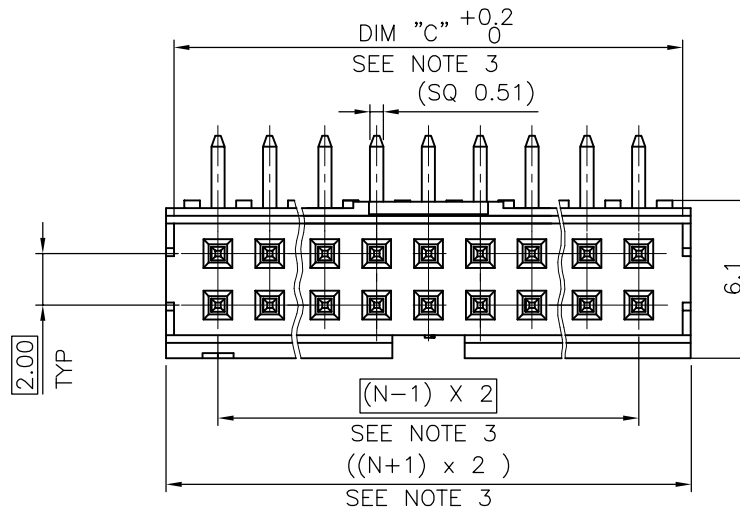 DIM "C" +0.2
0
SEE NOTE 3
(SQ 0.51)
6.1
2.00
TYP
(N-1) X 2
SEE NOTE 3
((N+1) x 2 )
SEE NOTE 3